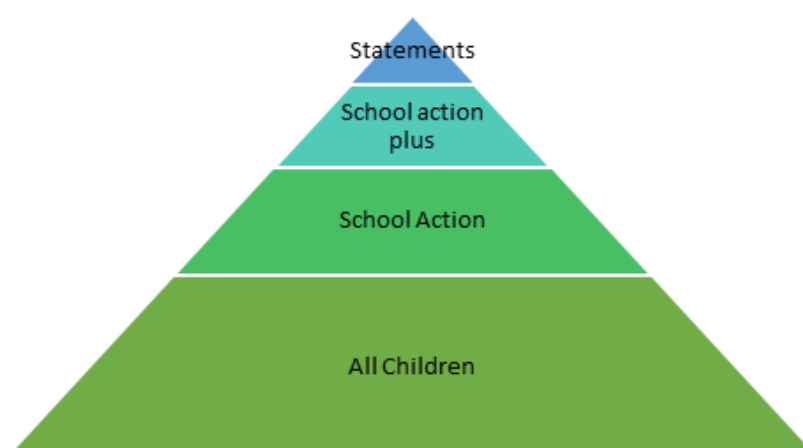 Statements
School action
plus
School Action
All Children